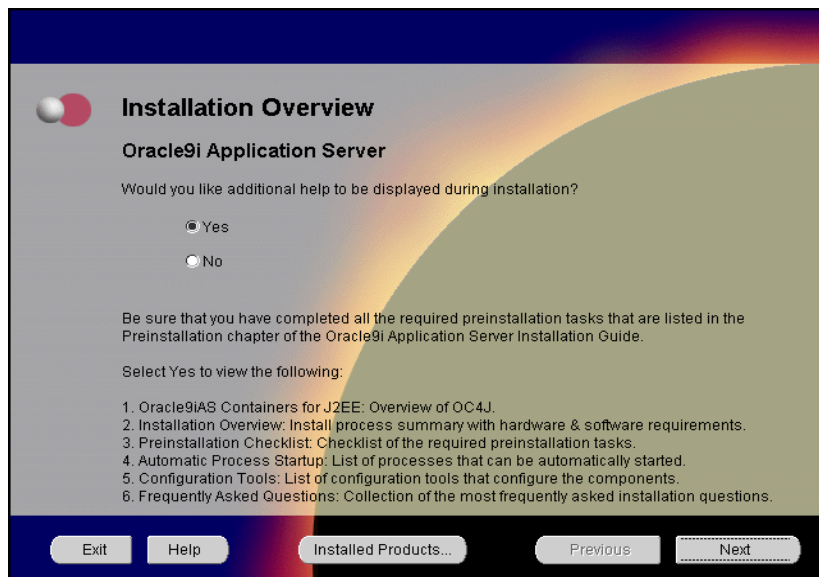 Installation Overview
Oracle9i Application Server
Would you like additional help to be displayed during installation?
Yes
No
Be sure that you have completed all the required preinstallation tasks that are listed in the
Preinstallation chapter of the Oracle9i Application Server Installation Guide.
Select Yes to view the following:
1. Oracle9iAS Containers for J2EE: Overview of OC4J.
2. Installation Overview: Install process summary with hardware & software requirements.
3. Preinstallation Checklist: Checklist of the required preinstallation tasks.
4. Automatic Process Startup: List of processes that can be automatically started.
5. Configuration Tools: List of configuration tools that configure the components.
6. Frequently Asked Questions: Collection of the most frequently asked installation questions.
Exit Help Installed Products... Previous Next